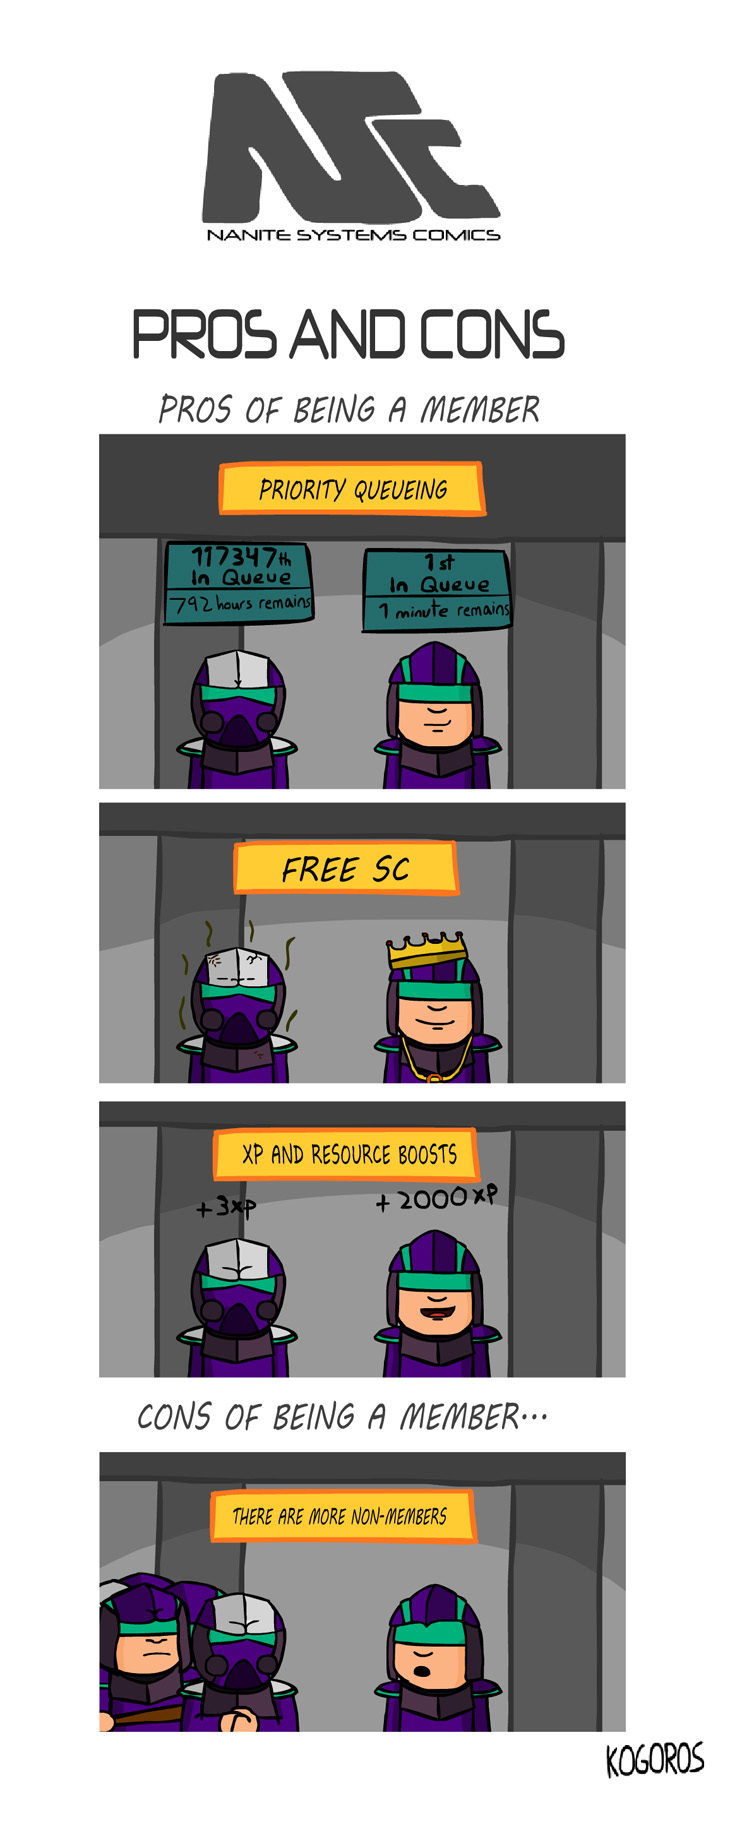 NSC
NANITE SYSTEMS COMICS
PROS AND CONS
PROS OF BEING A MEMBER
PRIORITY QUEUEING
117347th
In Queue
792 hours remains
1st
In Queue
1 minute remains
FREE SC
XP AND RESOURCE BOOSTS
+3xp
+2000xp
CONS OF BEING A MEMBER...
THERE ARE MORE NON-MEMBERS
KOGOROS